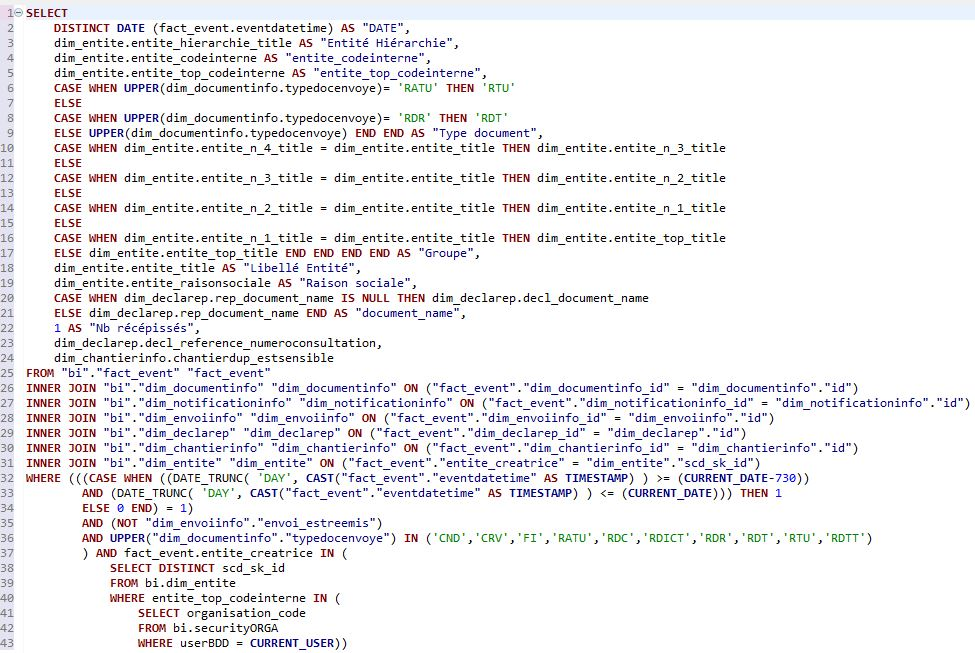 1 SELECT
2 DISTINCT DATE (fact_event.eventdatetime) AS "DATE",
3 dim_entite.entite_hierarchie_title AS "Entité Hiérarchie",
4 dim_entite.entite_codeinterne AS "entite_codeinterne",
5 dim_entite.entite_top_codeinterne AS "entite_top_codeinterne",
6 CASE WHEN UPPER(dim_documentinfo.typedocenvoye)= 'RATU' THEN 'RTU'
7 ELSE
8 CASE WHEN UPPER(dim_documentinfo.typedocenvoye)= 'RDR' THEN 'RDT'
9 ELSE UPPER(dim_documentinfo.typedocenvoye) END END AS "Type document",
10 CASE WHEN dim_entite.entite_n_4_title = dim_entite.entite_title THEN dim_entite.entite_n_3_title
11 ELSE
12 CASE WHEN dim_entite.entite_n_3_title = dim_entite.entite_title THEN dim_entite.entite_n_2_title
13 ELSE
14 CASE WHEN dim_entite.entite_n_2_title = dim_entite.entite_title THEN dim_entite.entite_n_1_title
15 ELSE
16 CASE WHEN dim_entite.entite_n_1_title = dim_entite.entite_title THEN dim_entite.entite_top_title
17 ELSE dim_entite.entite_top_title END END END END AS "Groupe",
18 dim_entite.entite_title AS "Libellé Entité",
19 dim_entite.entite_raisonsociale AS "Raison sociale",
20 CASE WHEN dim_declarep.rep_document_name IS NULL THEN dim_declarep.decl_document_name
21 ELSE dim_declarep.rep_document_name END AS "document_name",
22 1 AS "Nb récépissés",
23 dim_declarep.decl_reference_numeroconsultation,
24 dim_chantierinfo.chantierdup_estsensible
25 FROM "bi"."fact_event" "fact_event"
26 INNER JOIN "bi"."dim_documentinfo" "dim_documentinfo" ON ("fact_event"."dim_documentinfo_id" = "dim_documentinfo"."id")
27 INNER JOIN "bi"."dim_notificationinfo" "dim_notificationinfo" ON ("fact_event"."dim_notificationinfo_id" = "dim_notificationinfo"."id")
28 INNER JOIN "bi"."dim_envoiinfo" "dim_envoiinfo" ON ("fact_event"."dim_envoiinfo_id" = "dim_envoiinfo"."id")
29 INNER JOIN "bi"."dim_declarep" "dim_declarep" ON ("fact_event"."dim_declarep_id" = "dim_declarep"."id")
30 INNER JOIN "bi"."dim_chantierinfo" "dim_chantierinfo" ON ("fact_event"."dim_chantierinfo_id" = "dim_chantierinfo"."id")
31 INNER JOIN "bi"."dim_entite" "dim_entite" ON ("fact_event"."entite_creatrice" = "dim_entite"."scd_sk_id")
32 WHERE (((CASE WHEN ((DATE_TRUNC( 'DAY', CAST("fact_event"."eventdatetime" AS TIMESTAMP) ) >= (CURRENT_DATE-730))
33 AND (DATE_TRUNC( 'DAY', CAST("fact_event"."eventdatetime" AS TIMESTAMP) ) <= (CURRENT_DATE))) THEN 1
34 ELSE 0 END) = 1)
35 AND (NOT "dim_envoiinfo"."envoi_estreemis")
36 AND UPPER("dim_documentinfo"."typedocenvoye") IN ('CND','CRV','FI','RATU','RDC','RDICT','RDR','RDT','RTU','RDTT')
37 ) AND fact_event.entite_creatrice IN (
38 SELECT DISTINCT scd_sk_id
39 FROM bi.dim_entite
40 WHERE entite_top_codeinterne IN (
41 SELECT organisation_code
42 FROM bi.securityORGA
43 WHERE userBDD = CURRENT_USER))